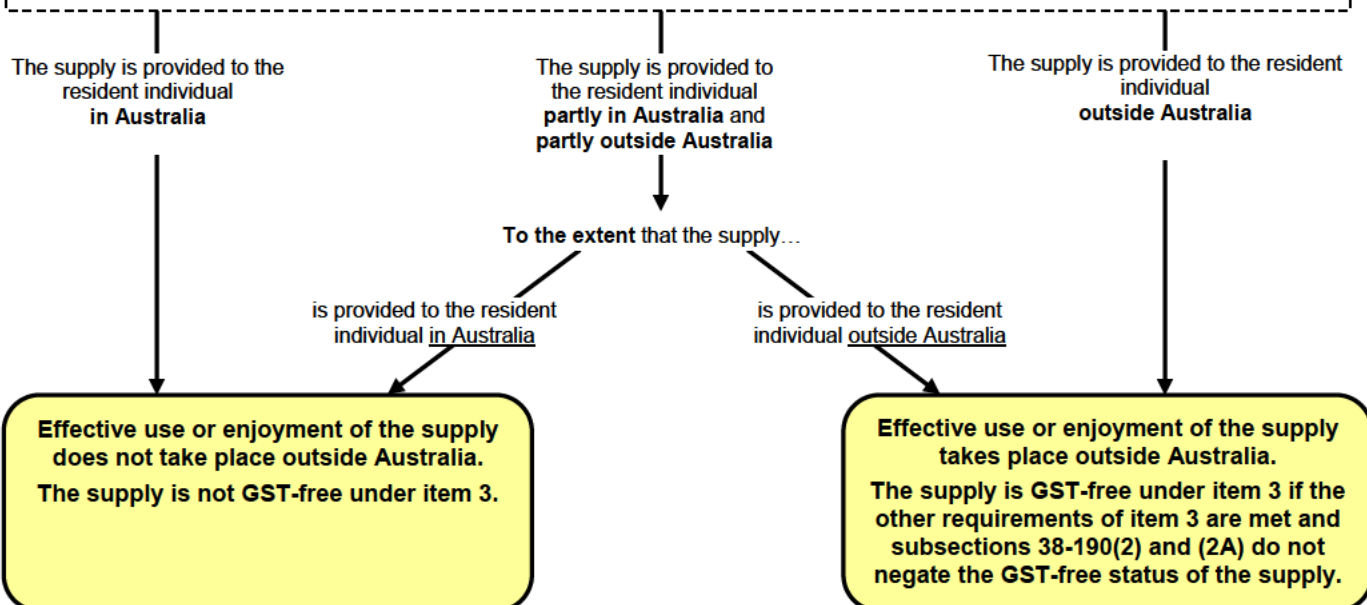 The supply is provided to the
resident individual
in Australia
The supply is provided to
the resident individual
partly in Australia and
partly outside Australia
The supply is provided to the resident
individual
outside Australia
To the extent that the supply…
is provided to the resident
individual in Australia
is provided to the resident
individual outside Australia
Effective use or enjoyment of the supply
does not take place outside Australia.
The supply is not GST-free under item 3.
Effective use or enjoyment of the supply
takes place outside Australia.
The supply is GST-free under item 3 if the
other requirements of item 3 are met and
subsections 38-190(2) and (2A) do not
negate the GST-free status of the supply.